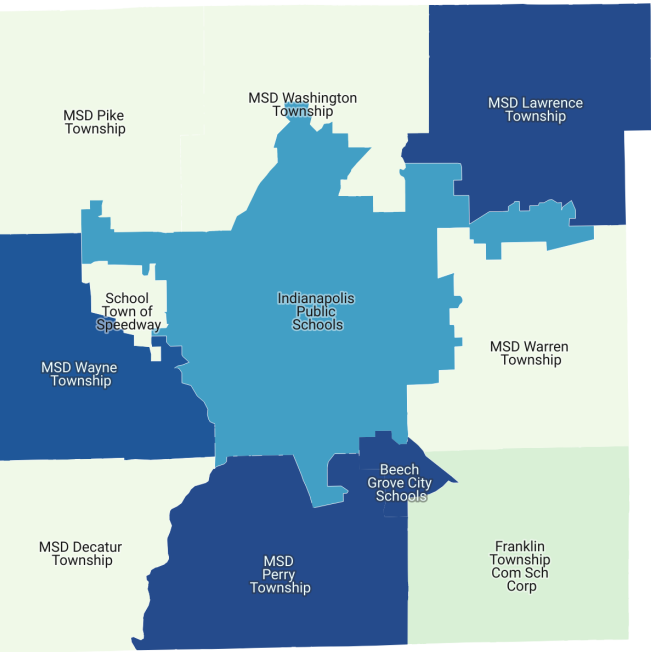 MSD Pike
Township
MSD Washington
Township
MSD Lawrence
Township
School
Town of
Speedway
Indianapolis
Public
Schools
MSD Wayne
Township
MSD Warren
Township
Beech
Grove City
Schools
MSD Decatur
Township
MSD
Perry
Township
Franklin
Township
Com Sch
Corp